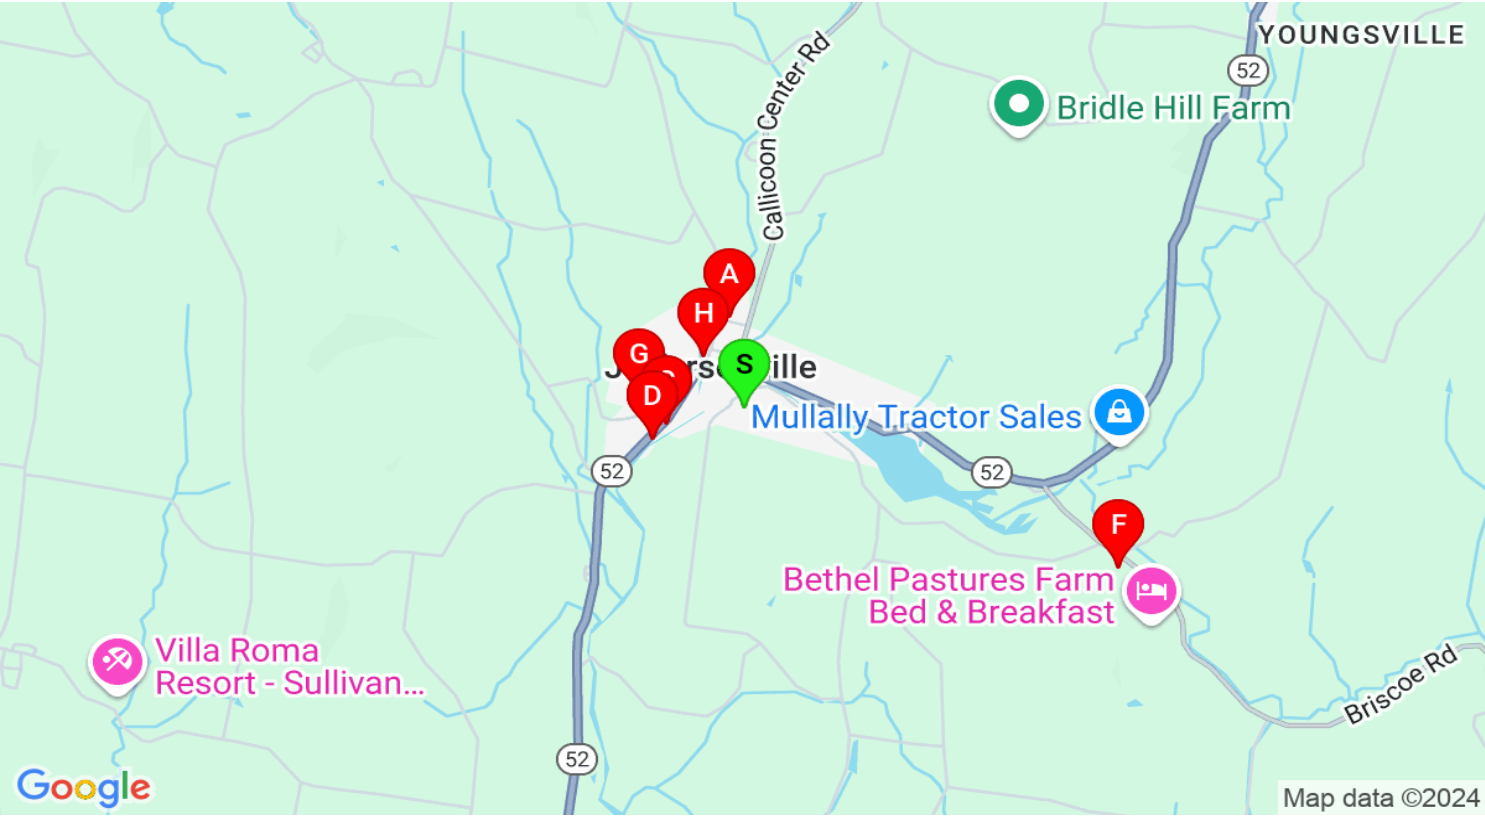 YOUNGSVILLE
52
Bridle Hill Farm
Callicoon Center Rd
A
H
G
S
D
Mullally Tractor Sales
52
52
F
Bethel Pastures Farm
Bed & Breakfast
Villa Roma
Resort - Sullivan...
Briscoe Rd
52
Google
Map data ©2024